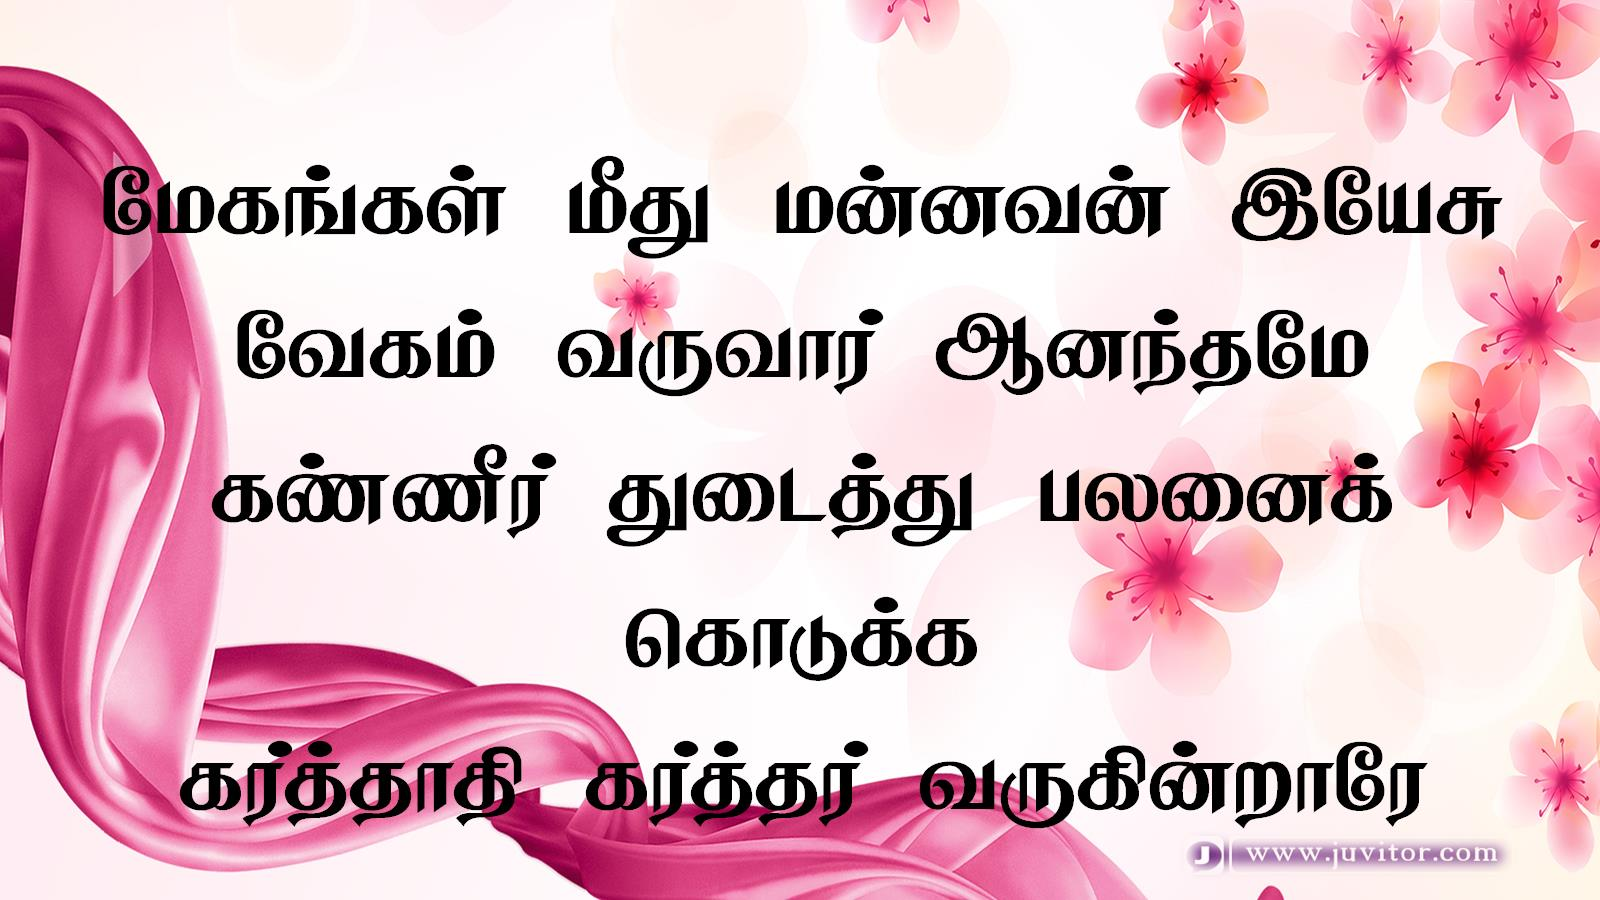 மேகங்கள் மீது மன்னவன் இயேசு
வேகம் வருவார் ஆனந்தமே
கண்ணீர் துடைத்து பலனைக்
கொடுக்க
கர்த்தாதி கர்த்தர் வருகின்றாரே
J www.juvitor.com